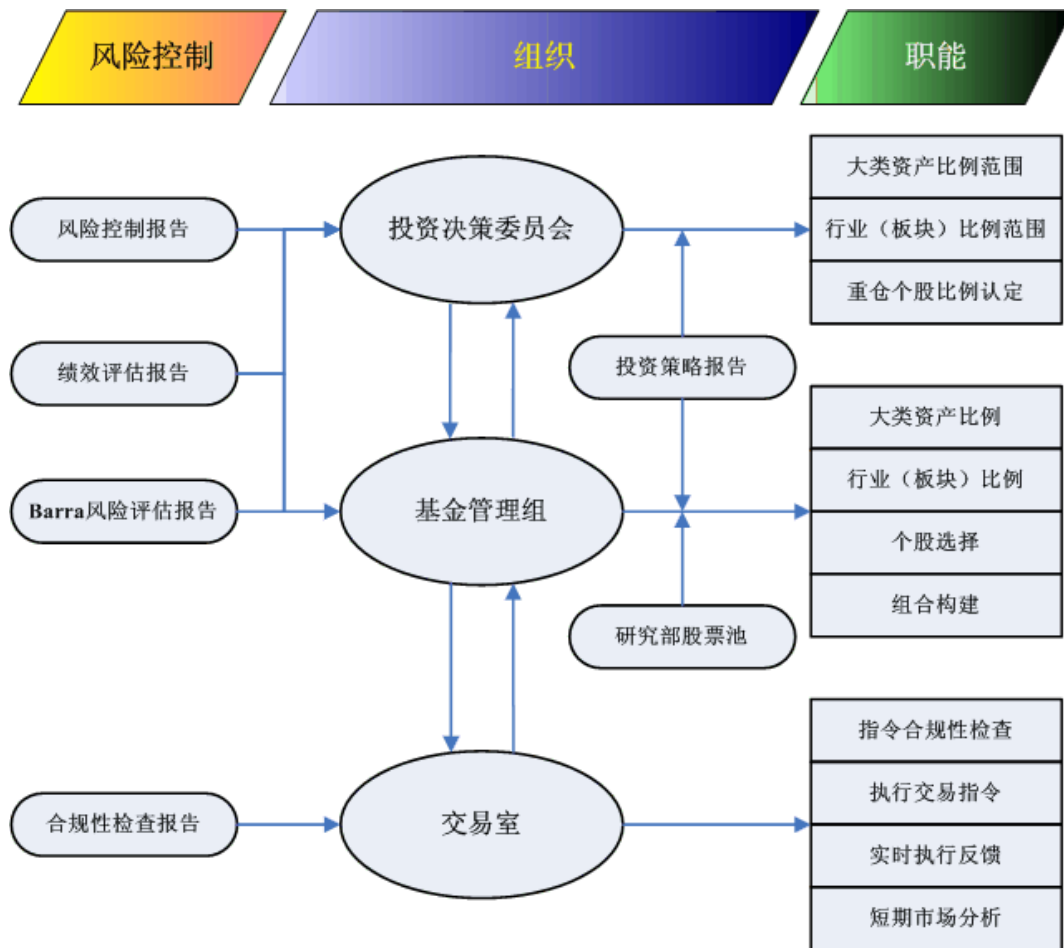 风险控制
组织
职能
大类资产比例范围
风险控制报告
投资决策委员会
行业（板块）比例范围
重仓个股比例认定
绩效评估报告
投资策略报告
大类资产比例
行业（板块）比例
Barra风险评估报告
基金管理组
个股选择
组合构建
研究部股票池
指令合规性检查
执行交易指令
合规性检查报告
交易室
实时执行反馈
短期市场分析